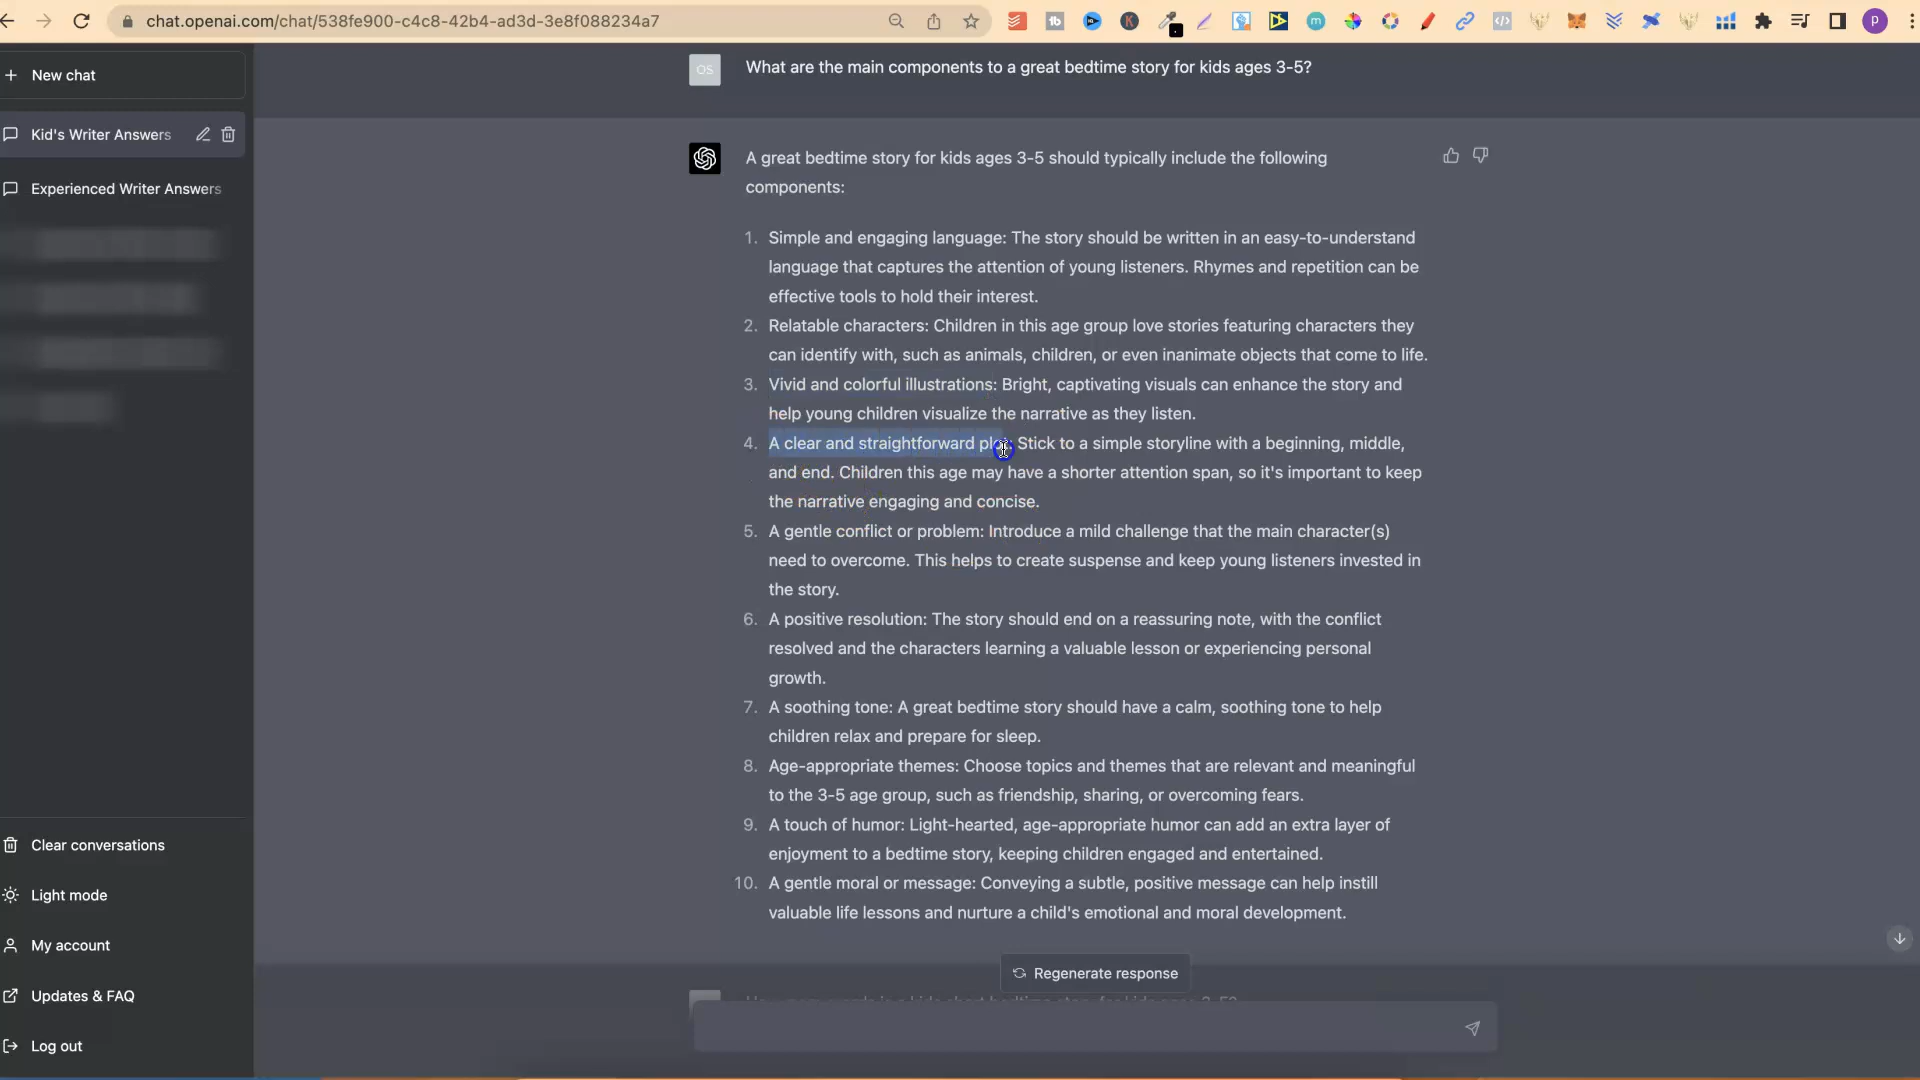 chat.openai.com/chat/538fe900-c4c8-42b4-ad3d-3e8f088234a7
P
New chat
Kid's Writer Answers
Experienced Writer Answers
Clear conversations
Light mode
My account
Updates & FAQ
Log out
OS
What are the main components to a great bedtime story for kids ages 3-5?
A great bedtime story for kids ages 3-5 should typically include the following
components:
1. Simple and engaging language: The story should be written in an easy-to-understand
language that captures the attention of young listeners. Rhymes and repetition can be
effective tools to hold their interest.
2. Relatable characters: Children in this age group love stories featuring characters they
can identify with, such as animals, children, or even inanimate objects that come to life.
3. Vivid and colorful illustrations: Bright, captivating visuals can enhance the story and
help young children visualize the narrative as they listen.
4. A clear and straightforward plot: Stick to a simple storyline with a beginning, middle,
and end. Children this age may have a shorter attention span, so it's important to keep
the narrative engaging and concise.
5. A gentle conflict or problem: Introduce a mild challenge that the main character(s)
need to overcome. This helps to create suspense and keep young listeners invested in
the story.
6. A positive resolution: The story should end on a reassuring note, with the conflict
resolved and the characters learning a valuable lesson or experiencing personal
growth.
7. A soothing tone: A great bedtime story should have a calm, soothing tone to help
children relax and prepare for sleep.
8. Age-appropriate themes: Choose topics and themes that are relevant and meaningful
to the 3-5 age group, such as friendship, sharing, or overcoming fears.
9. A touch of humor: Light-hearted, age-appropriate humor can add an extra layer of
enjoyment to a bedtime story, keeping children engaged and entertained.
10. A gentle moral or message: Conveying a subtle, positive message can help instill
valuable life lessons and nurture a child's emotional and moral development.
Regenerate response